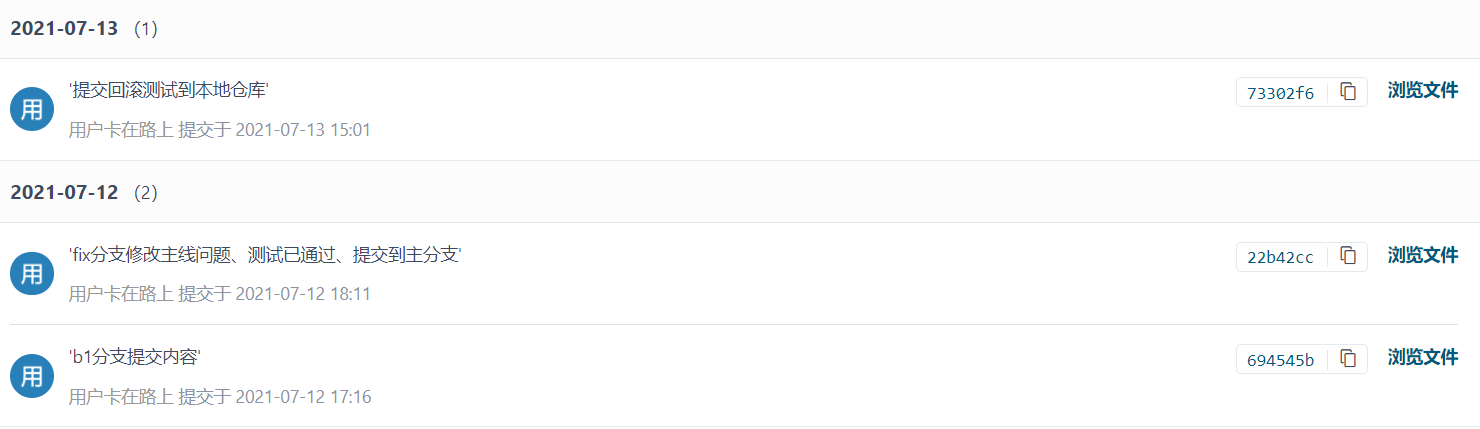 2021-07-13 (1)
用
'提交回滚测试到本地仓库'
73302f6
浏览文件
用户卡在路上 提交于 2021-07-13 15:01
2021-07-12 (2)
用
'fix分支修改主线问题、测试已通过、提交到主分支'
22b42cc
浏览文件
用户卡在路上 提交于 2021-07-12 18:11
用
'b1分支提交内容'
694545b
浏览文件
用户卡在路上 提交于 2021-07-12 17:16